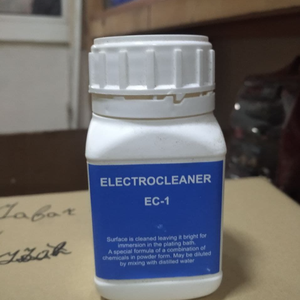 ELECTROCLEANER
EC-1
Surface is cleaned leaving it bright for
immersion in the plating bath.
A special formula of a combination of
chemicals in powder form. May be diluted
by mixing with distilled water